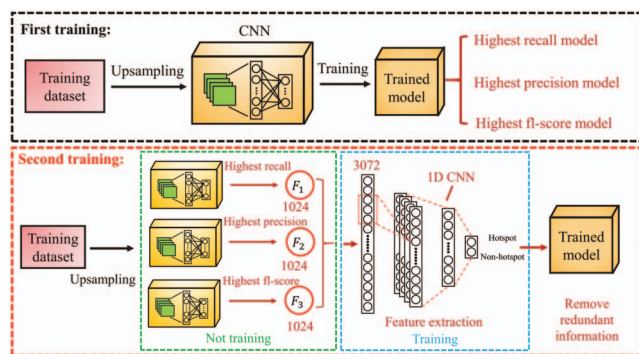 First training:
CNN
Training
dataset
Upsampling
Training
Trained
model
Highest recall model
Highest precision model
Highest fl-score model
Second training:
Training
dataset
Upsampling
Highest recall
F1
1024
Highest precision
F2
1024
Highest fl-score
F3
1024
Not training
3072
1D CNN
Hotspot
Non-hotspot
Feature extraction
Training
Trained
model
Remove
redundant
information